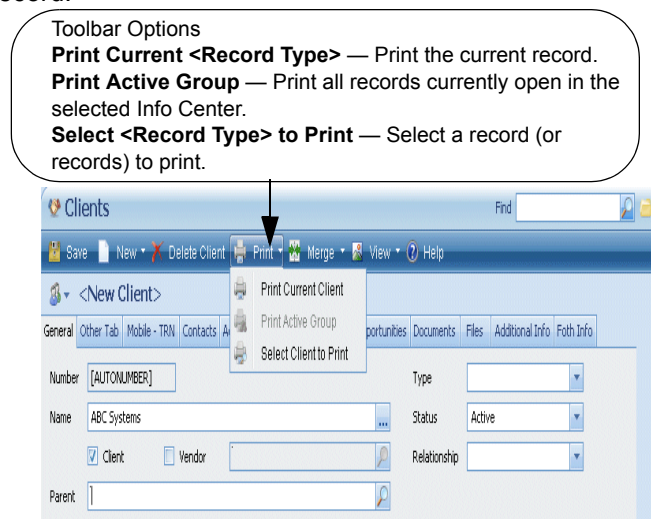 Toolbar Options
Print Current <Record Type> — Print the current record.
Print Active Group — Print all records currently open in the
selected Info Center.
Select <Record Type> to Print — Select a record (or
records) to print.
Clients Find
Save New Delete Client Print Merge View Help
<New Client>
Print Current Client
Print Active Group
Select Client to Print
General Other Tab Mobile - TRN Contacts Documents Files Additional Info Foth Info
Number [AUTONUMBER] Type
Name ABC Systems ... Status Active
Client Vendor Relationship
Parent